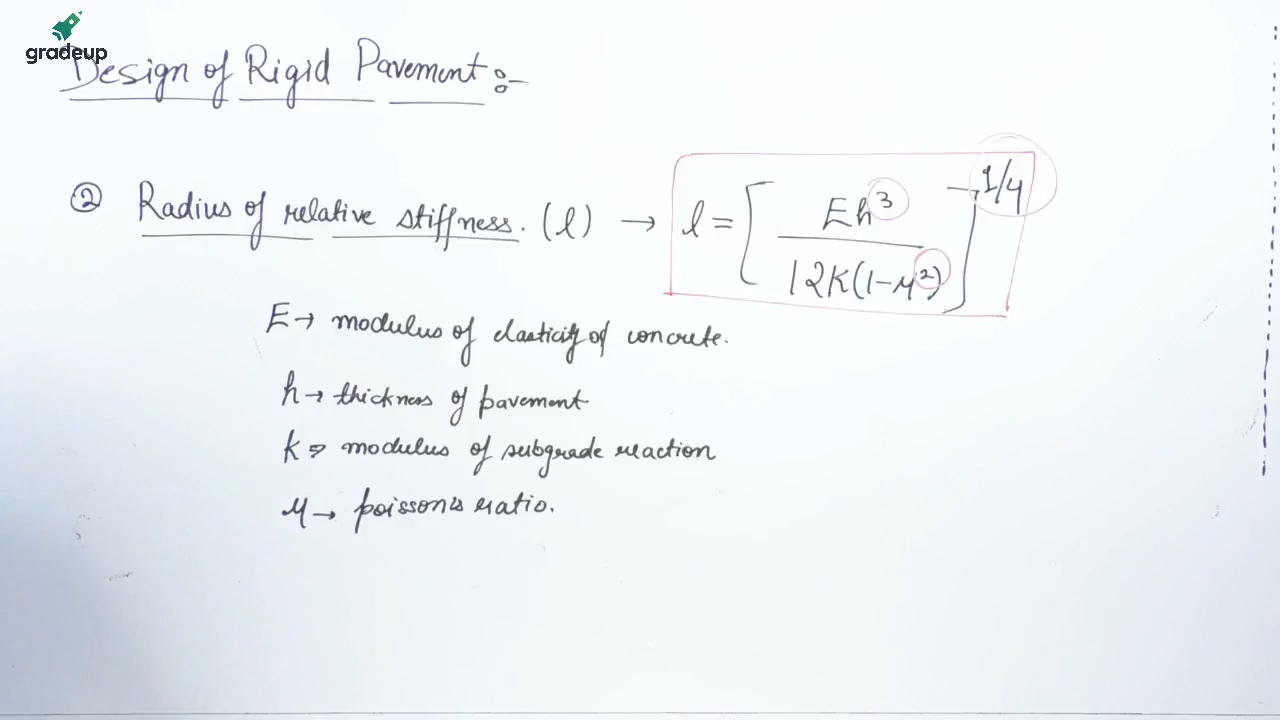 gradeup
Design of Rigid Pavement :-
② Radius of relative stiffness. (l) → l = [Eh³ / 12K(1-μ²)]^1/4
E → modulus of elasticity of concrete.
h → thickness of pavement
k ⇒ modulus of subgrade reaction
μ → poisson's ratio.